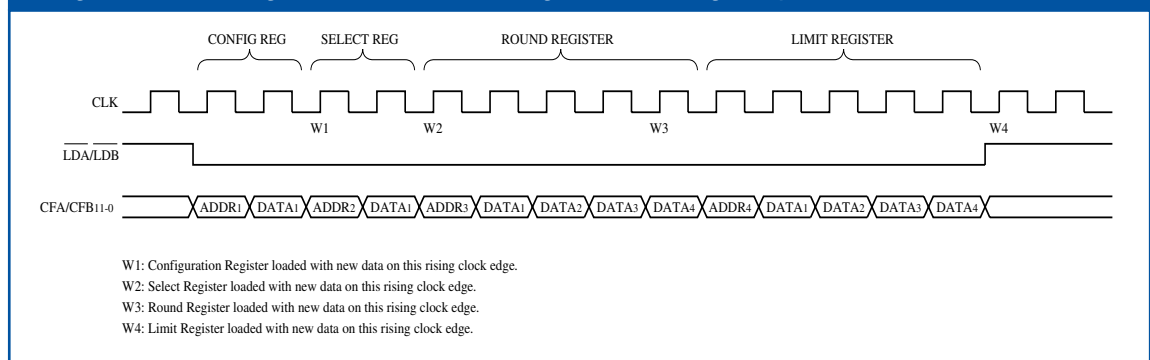 CONFIG REG SELECT REG ROUND REGISTER LIMIT REGISTER
CLK
W1 W2 W3 W4
LDA/LDB
CFA/CFB11-0 ADDR1 DATA1 ADDR2 DATA1 ADDR3 DATA1 DATA2 DATA3 DATA4 ADDR4 DATA1 DATA2 DATA3 DATA4
W1: Configuration Register loaded with new data on this rising clock edge.
W2: Select Register loaded with new data on this rising clock edge.
W3: Round Register loaded with new data on this rising clock edge.
W4: Limit Register loaded with new data on this rising clock edge.